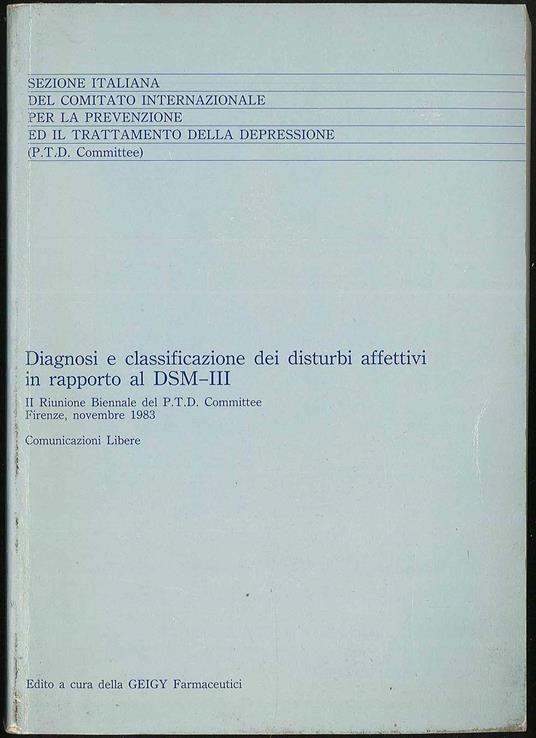 SEZIONE ITALIANA
DEL COMITATO INTERNAZIONALE
PER LA PREVENZIONE
ED IL TRATTAMENTO DELLA DEPRESSIONE
(P.T.D. Committee)
Diagnosi e classificazione dei disturbi affettivi
in rapporto al DSM-III
II Riunione Biennale del P.T.D. Committee
Firenze, novembre 1983
Comunicazioni Libere
Edito a cura della GEIGY Farmaceutici